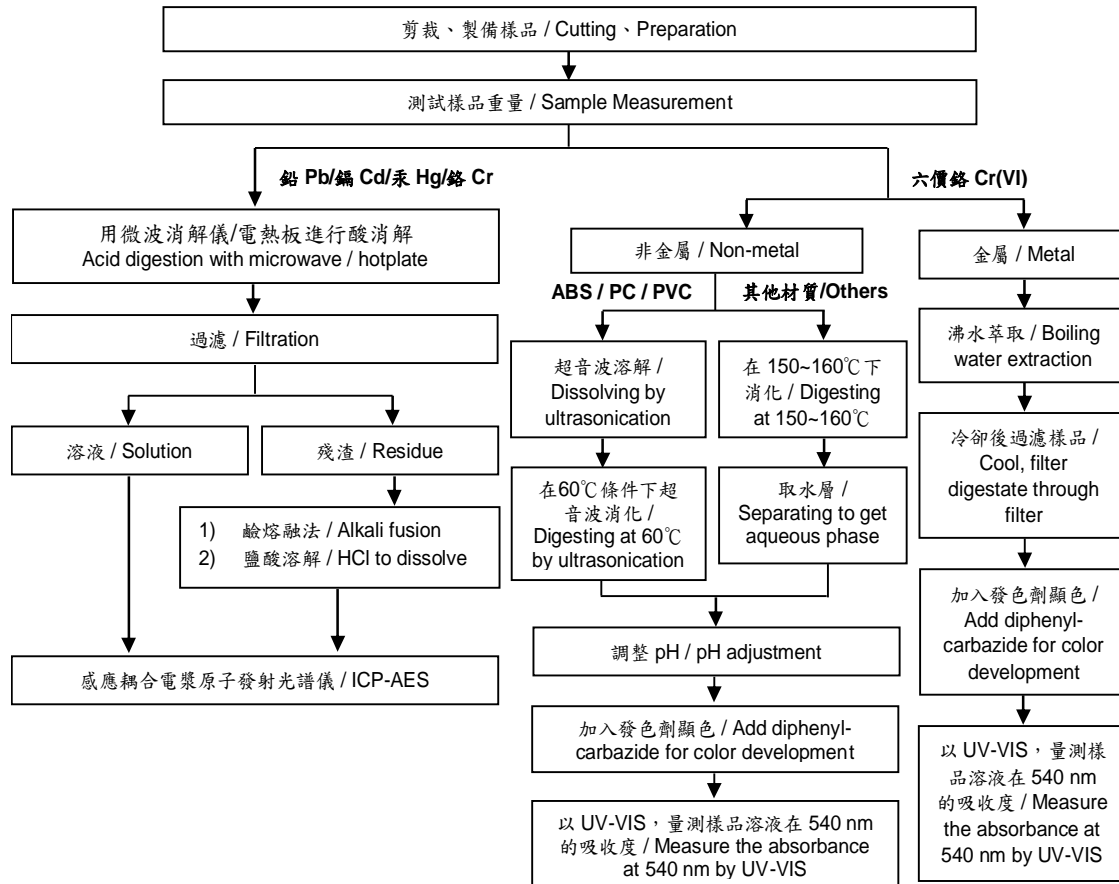 剪裁、製備樣品 / Cutting、Preparation
測試樣品重量 / Sample Measurement
鉛 Pb/鎘 Cd/汞 Hg/鉻 Cr
六價鉻 Cr(VI)
用微波消解儀/電熱板進行酸消解
Acid digestion with microwave / hotplate
過濾 / Filtration
溶液 / Solution
殘渣 / Residue
1) 鹼熔融法 / Alkali fusion
2) 鹽酸溶解 / HCl to dissolve
感應耦合電漿原子發射光譜儀 / ICP-AES
非金屬 / Non-metal
ABS / PC / PVC
其他材質/Others
超音波溶解 /
Dissolving by
ultrasonication
在 150~160℃下
消化 / Digesting
at 150~160℃
在60℃條件下超
音波消化 /
Digesting at 60℃
by ultrasonication
取水層 /
Separating to get
aqueous phase
調整 pH / pH adjustment
加入發色劑顯色 / Add diphenyl-
carbazide for color development
以 UV-VIS，量測樣品溶液在 540 nm
的吸收度 / Measure the absorbance
at 540 nm by UV-VIS
金屬 / Metal
沸水萃取 / Boiling
water extraction
冷卻後過濾樣品 /
Cool, filter
digestate through
filter
加入發色劑顯色 /
Add diphenyl-
carbazide for color
development
以 UV-VIS，量測樣
品溶液在 540 nm
的吸收度 / Measure
the absorbance at
540 nm by UV-VIS